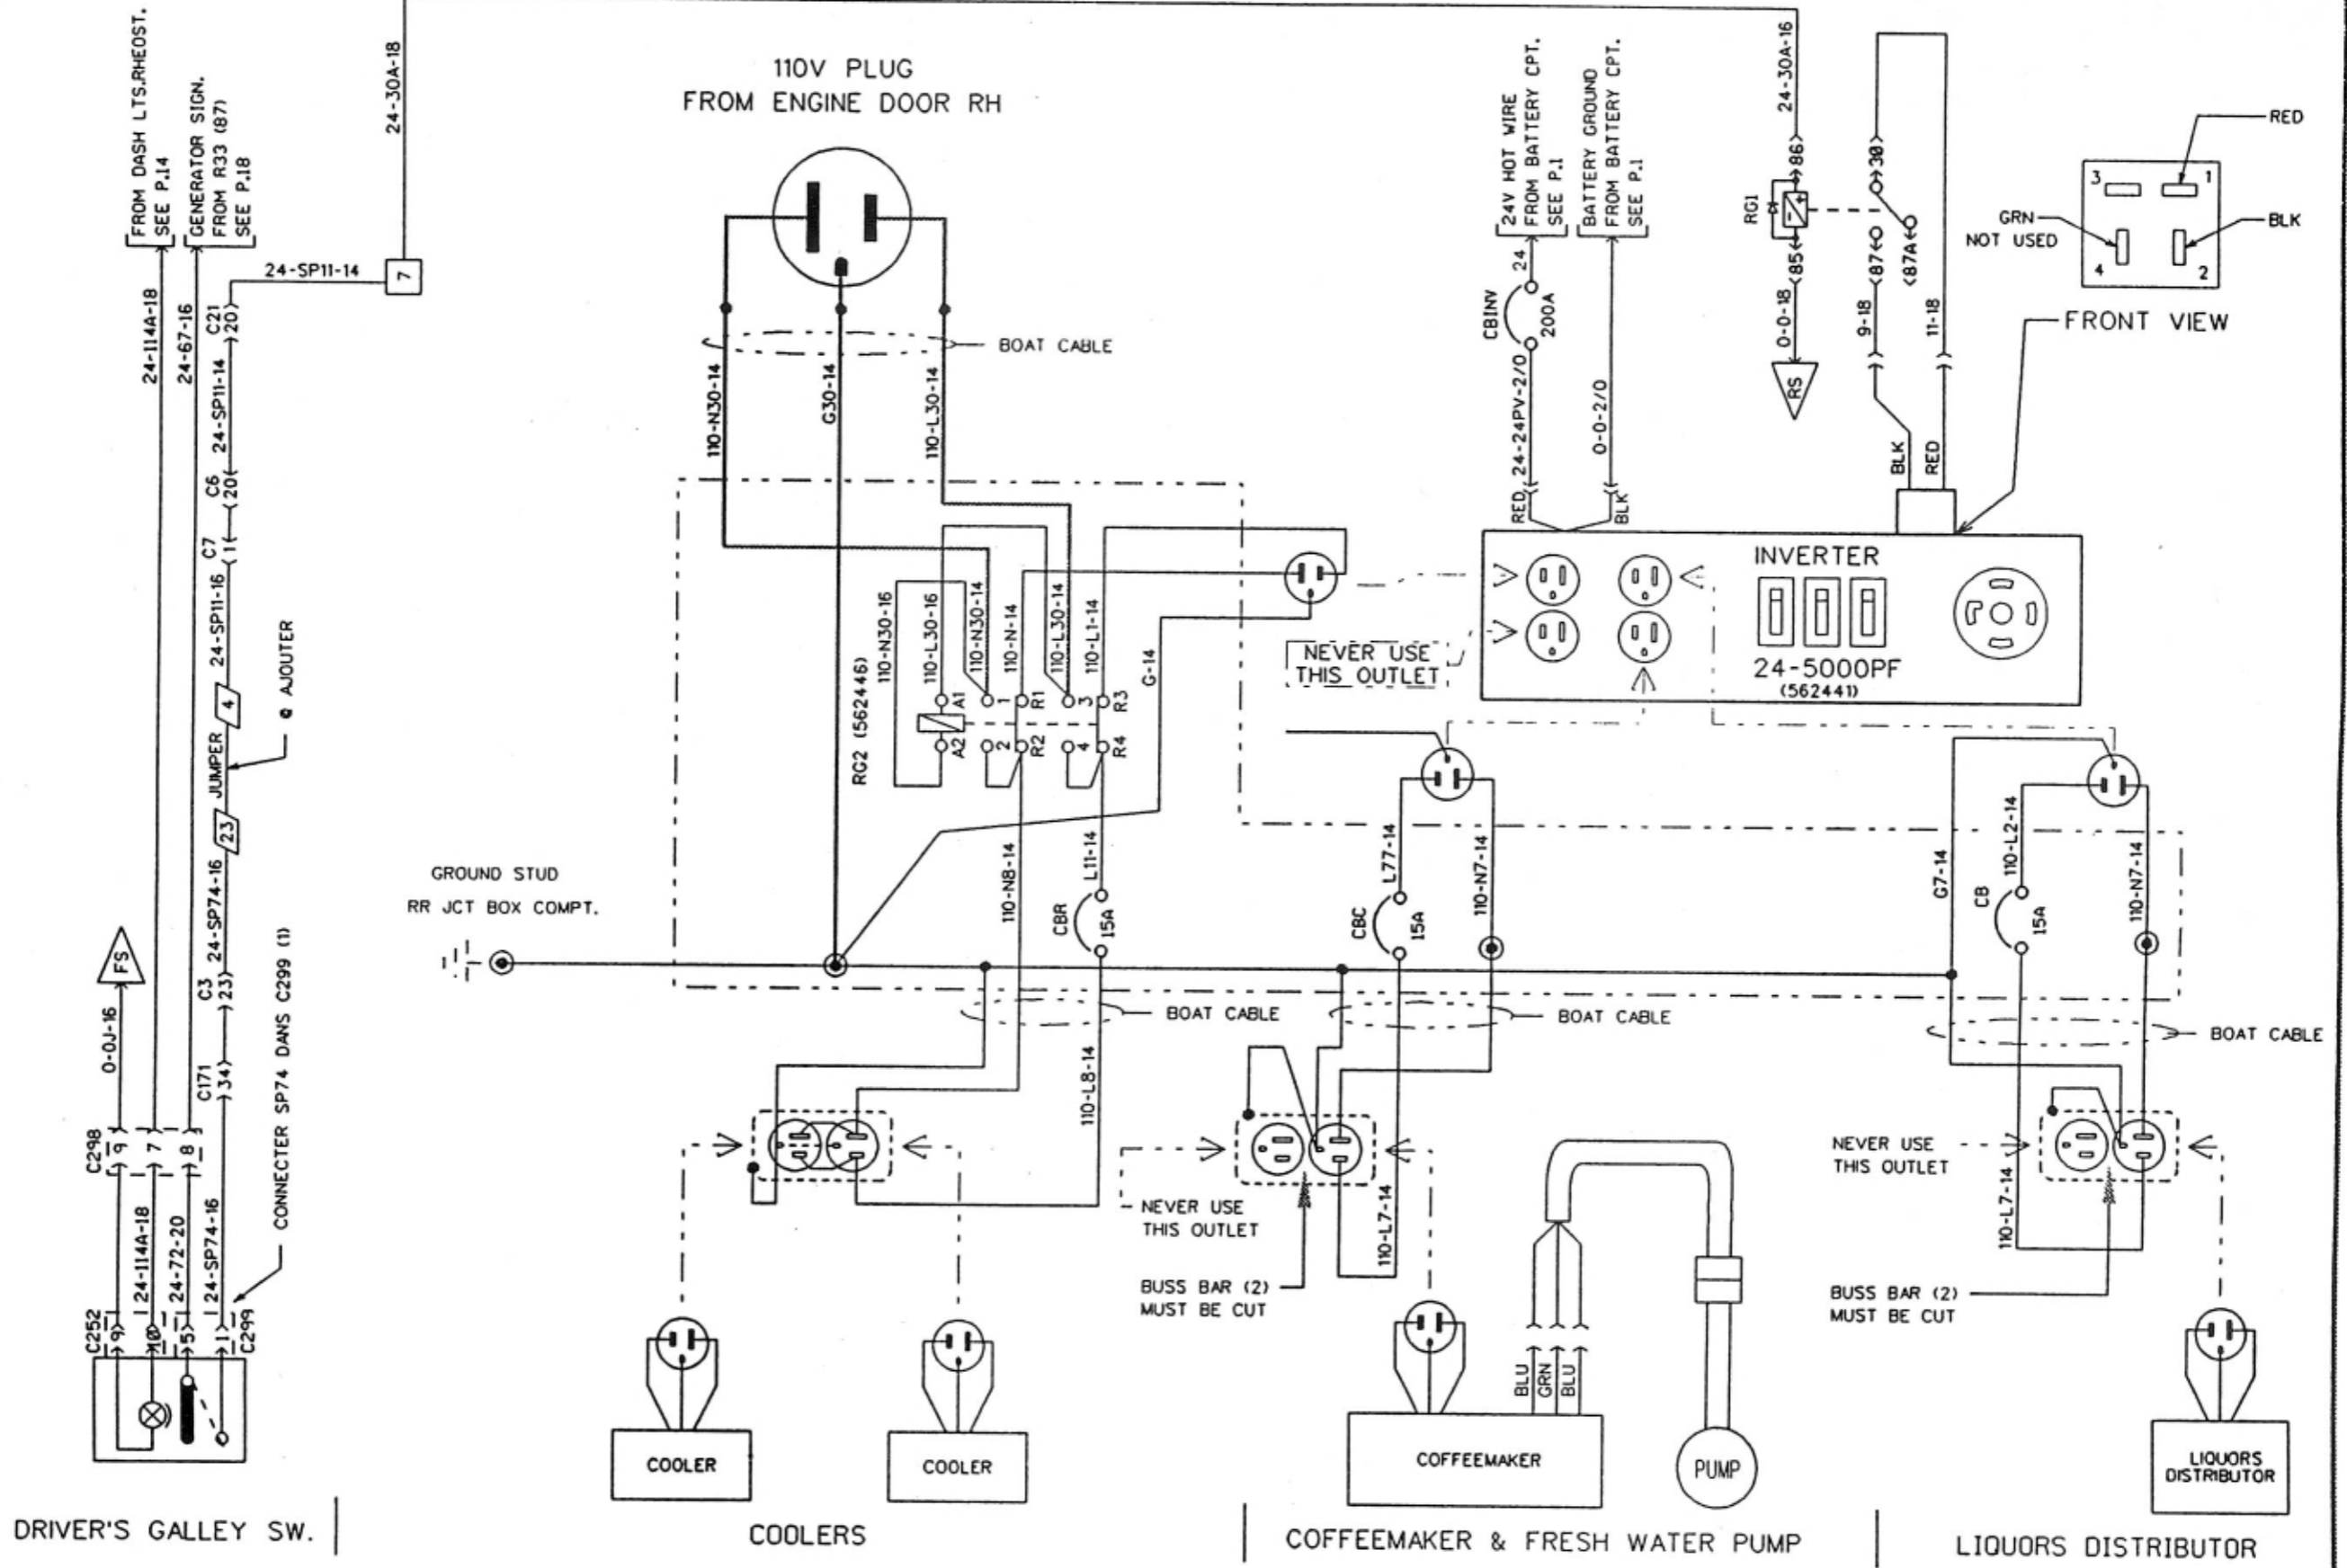 FROM DASH LTS.RHEOST.
SEE P.14
GENERATOR SIGN.
FROM R33 (87)
SEE P.18
24-30A-18
24-SP11-14
7
24-114A-18
24-67-16
C21
20
24-SP11-14
C6
20
C7
1
24-SP11-16
4
JUMPER
@ AJOUTER
23
24-SP74-16
C3
23
C171
34
FS
0-0J-16
C298
9
7
8
CONNECTER SP74 DANS C299 (1)
24-114A-18
24-72-20
24-SP74-16
C252
9
10
5
1
C299
DRIVER'S GALLEY SW.
110V PLUG
FROM ENGINE DOOR RH
BOAT CABLE
110-N30-14
G30-14
110-L30-14
110-N30-16
110-L30-16
110-N30-14
110-N-14
110-L30-14
110-L1-14
G-14
RG2 (562446)
A1
1
R1
3
R3
A2
2
R2
4
R4
GROUND STUD
RR JCT BOX COMPT.
110-N8-14
L11-14
CBR
15A
BOAT CABLE
110-L8-14
COOLER
COOLER
COOLERS
24V HOT WIRE
FROM BATTERY CPT.
SEE P.1
BATTERY GROUND
FROM BATTERY CPT.
SEE P.1
24
CBINV
200A
24-24PV-2/0
0-0-2/0
RED
BLK
24-30A-16
86
RG1
85
0-0-18
RS
30
87
87A
9-18
11-18
BLK
RED
RED
3
1
GRN
NOT USED
BLK
4
2
FRONT VIEW
INVERTER
24-5000PF
(562441)
NEVER USE
THIS OUTLET
L77-14
CBC
15A
110-N7-14
BOAT CABLE
NEVER USE
THIS OUTLET
BUSS BAR (2)
MUST BE CUT
110-L7-14
BLU
GRN
BLU
COFFEEMAKER
PUMP
COFFEEMAKER & FRESH WATER PUMP
G7-14
110-L2-14
CB
15A
110-N7-14
BOAT CABLE
NEVER USE
THIS OUTLET
110-L7-14
BUSS BAR (2)
MUST BE CUT
LIQUORS
DISTRIBUTOR
LIQUORS DISTRIBUTOR